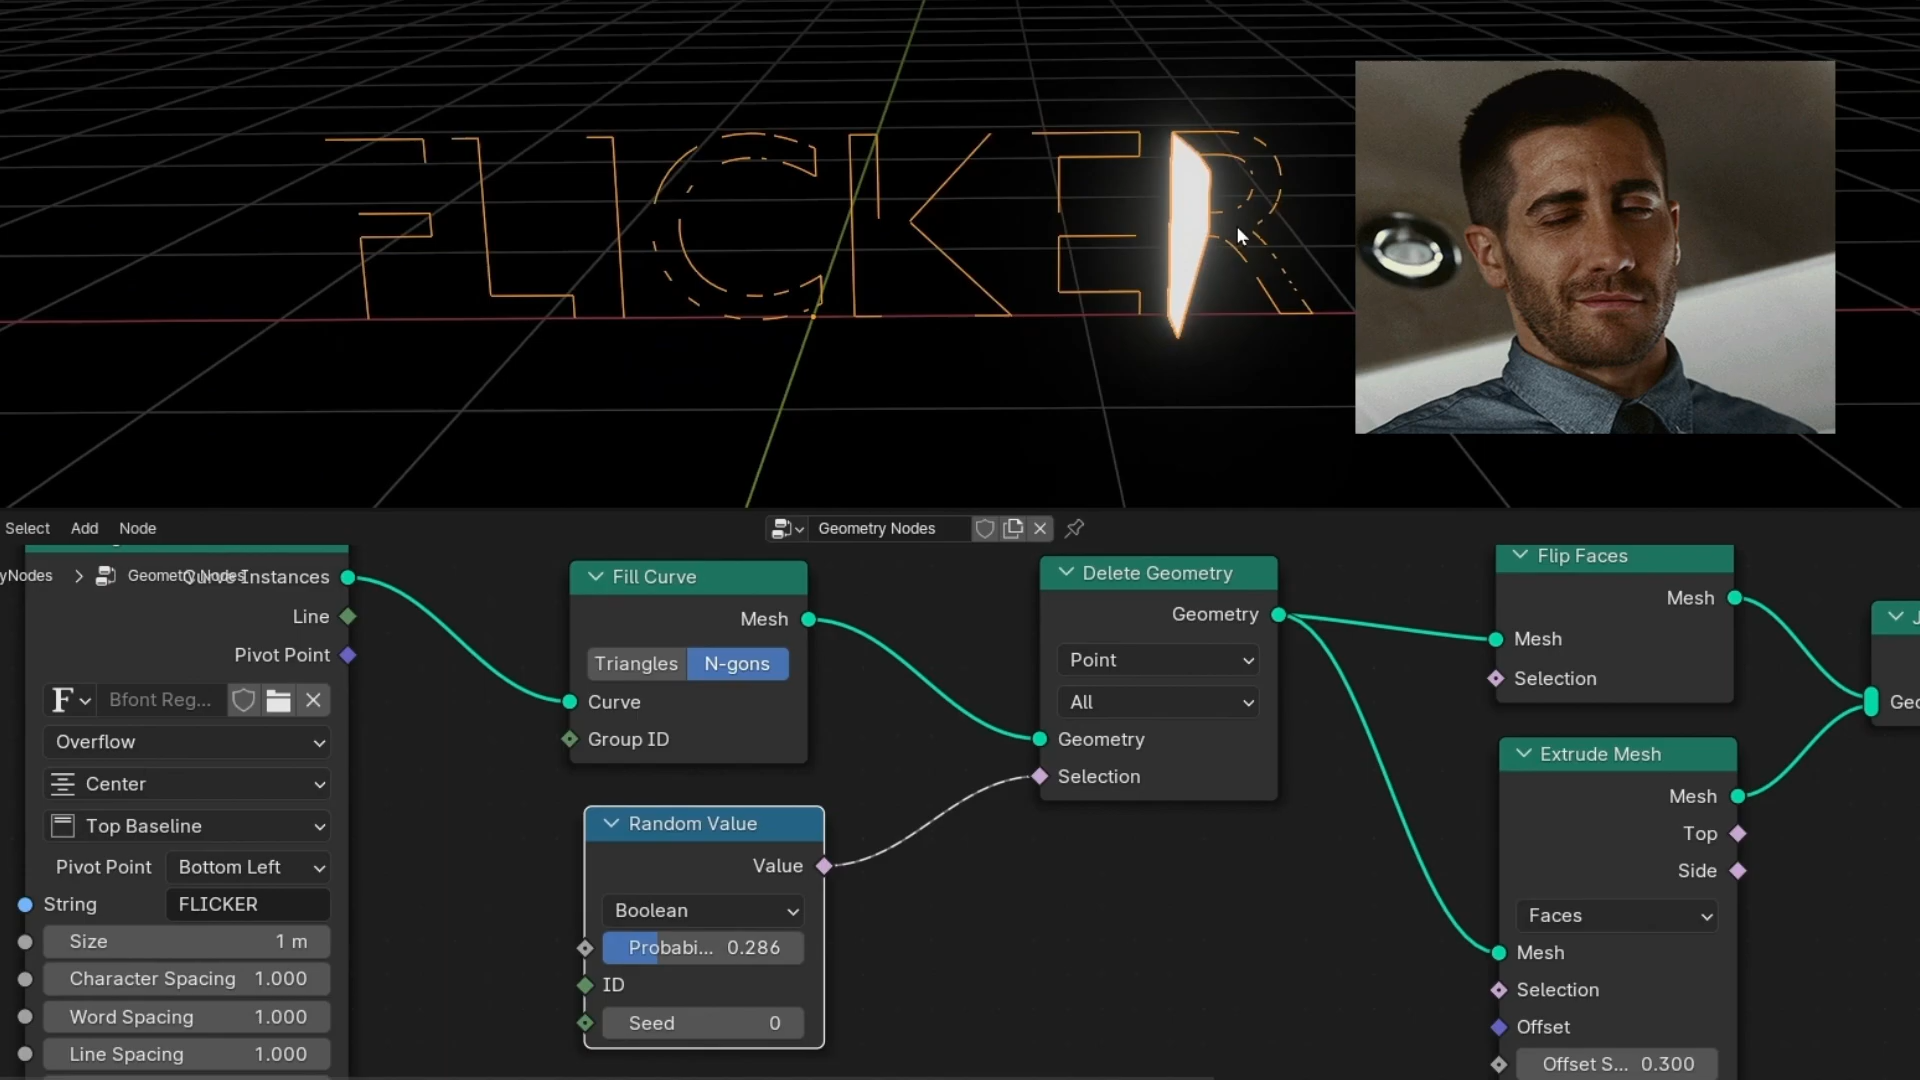 FLICKER
Select Add Node
Geometry Nodes
yNodes > Geometry Nodes
Curve Instances
Line
Pivot Point
F Bfont Reg...
Overflow
Center
Top Baseline
Pivot Point Bottom Left
String FLICKER
Size 1 m
Character Spacing 1.000
Word Spacing 1.000
Line Spacing 1.000
Fill Curve
Mesh
Triangles N-gons
Curve
Group ID
Random Value
Value
Boolean
Probabi... 0.286
ID
Seed 0
Delete Geometry
Geometry
Point
All
Geometry
Selection
Flip Faces
Mesh
Mesh
Selection
Extrude Mesh
Mesh
Top
Side
Faces
Mesh
Selection
Offset
Offset S... 0.300
J
Geo